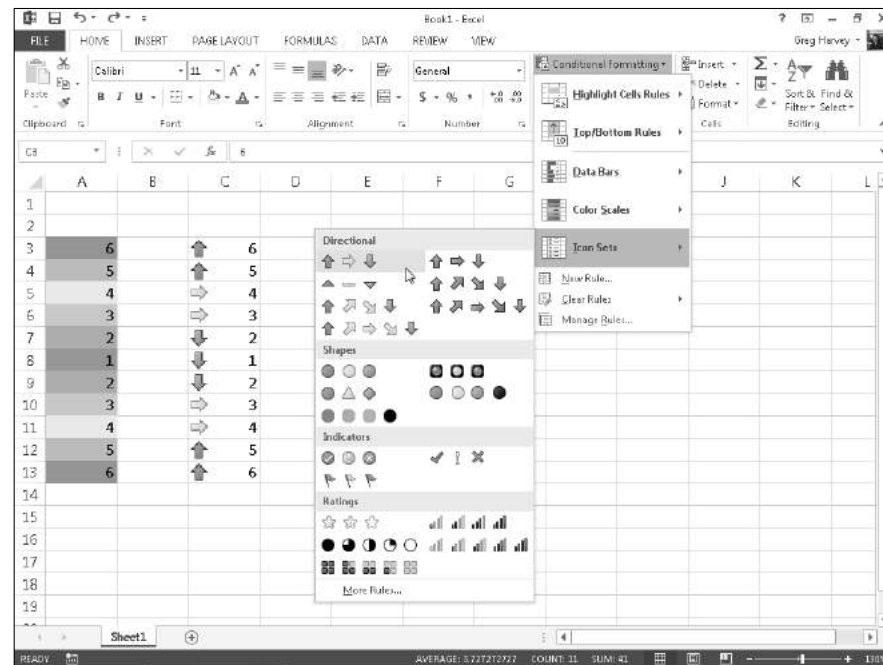 Book1 - Excel
?
FILE HOME INSERT PAGE LAYOUT FORMULAS DATA REVIEW VIEW Greg Harvey
Calibri 11 A A General Conditional Formatting Insert Σ
Paste B I U A $ % , Delete Sort & Find &
Format Filter Select
Clipboard Font Alignment Number Cells Editing
C3 fx 6
A B C D E F G J K L
1
2
3 6 6
4 5 5
5 4 4
6 3 3
7 2 2
8 1 1
9 2 2
10 3 3
11 4 4
12 5 5
13 6 6
14
15
16
17
18
19
Highlight Cells Rules
Top/Bottom Rules
Data Bars
Color Scales
Icon Sets
New Rule...
Clear Rules
Manage Rules...
Directional
Shapes
Indicators
Ratings
More Rules...
Sheet1
READY AVERAGE: 3.727272727 COUNT: 11 SUM: 41